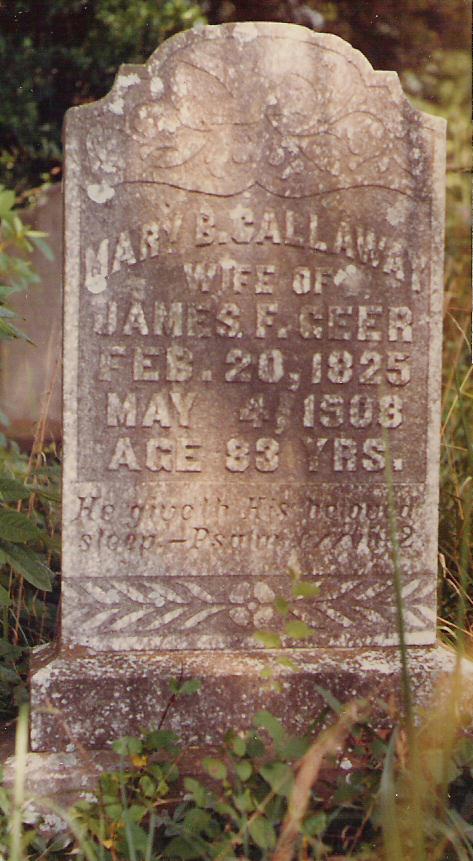 MARY B. CALLAWAY
WIFE OF
JAMES. F. GEER
FEB. 20, 1825
MAY 4, 1908
AGE 83 YRS.
He giveth His beloved
sleep.—Psalm 2.